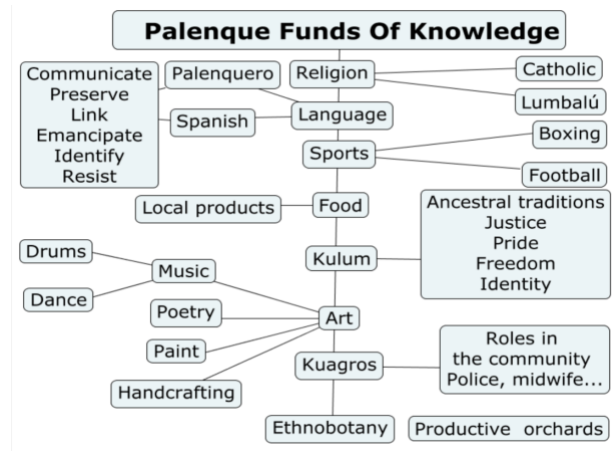 Palenque Funds Of Knowledge
Communicate
Preserve
Link
Emancipate
Identify
Resist
Palenquero
Religion
Catholic
Lumbalú
Spanish
Language
Boxing
Sports
Football
Local products
Food
Ancestral traditions
Justice
Pride
Freedom
Identity
Drums
Music
Kulum
Dance
Poetry
Art
Paint
Handcrafting
Kuagros
Roles in
the community
Police, midwife...
Ethnobotany
Productive orchards